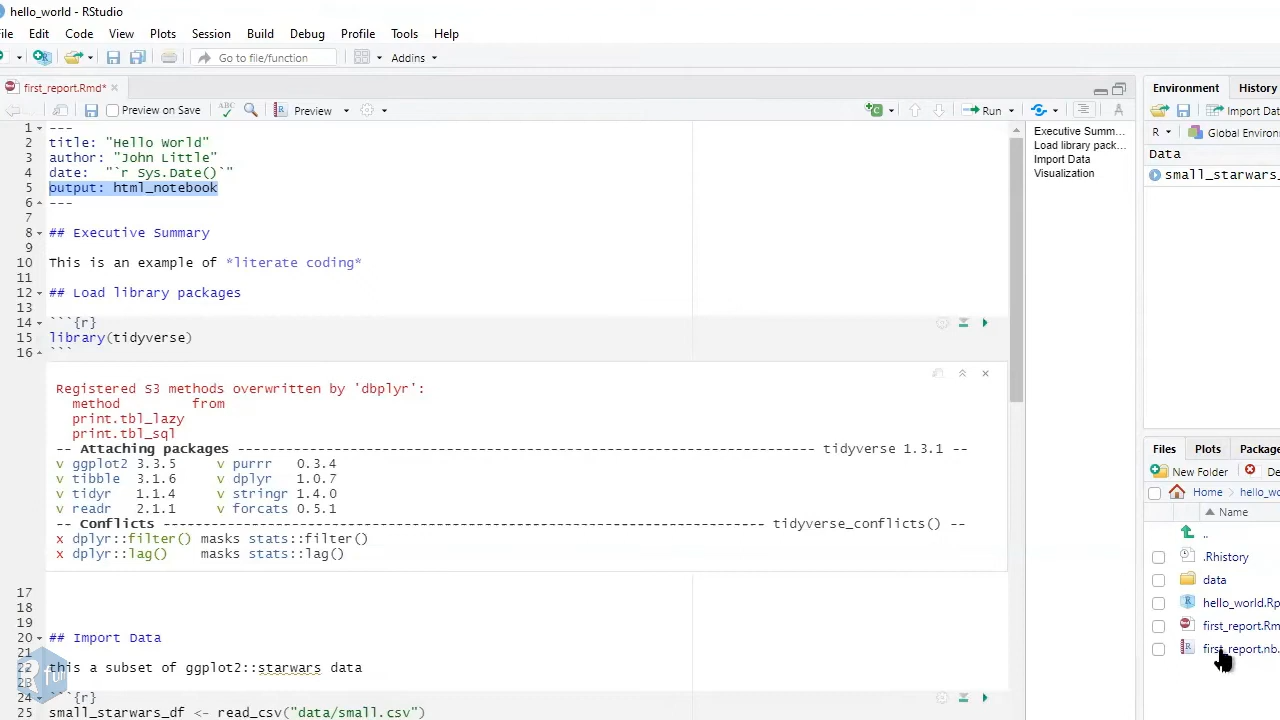 hello_world - RStudio
File Edit Code View Plots Session Build Debug Profile Tools Help
Go to file/function Addins
first_report.Rmd*
Preview on Save ABC Preview Run
1 ---
2 title: "Hello World"
3 author: "John Little"
4 date:  "`r Sys.Date()`"
5 output: html_notebook
6 ---
7
8 ## Executive Summary
9
10 This is an example of *literate coding*
11
12 ## Load library packages
13
14 ```{r}
15 library(tidyverse)
16 ```
Registered S3 methods overwritten by 'dbplyr':
method from
print.tbl_lazy
print.tbl_sql
-- Attaching packages --------------------------------------------------------------------- tidyverse 1.3.1 --
v ggplot2 3.3.5 v purrr 0.3.4
v tibble 3.1.6 v dplyr 1.0.7
v tidyr 1.1.4 v stringr 1.4.0
v readr 2.1.1 v forcats 0.5.1
-- Conflicts ------------------------------------------------------------------------ tidyverse_conflicts() --
x dplyr::filter() masks stats::filter()
x dplyr::lag() masks stats::lag()
17
18
19
20 ## Import Data
21
22 this a subset of ggplot2::starwars data
23
24 ```{r}
25 small_starwars_df <- read_csv("data/small.csv")
Executive Summ...
Load library pack...
Import Data
Visualization
Environment History
Import Dat
R Global Environ
Data
small_starwars_
Files Plots Package
New Folder De
Home hello_wo
Name
..
.Rhistory
data
hello_world.Rp
first_report.Rm
first_report.nb.
R fun